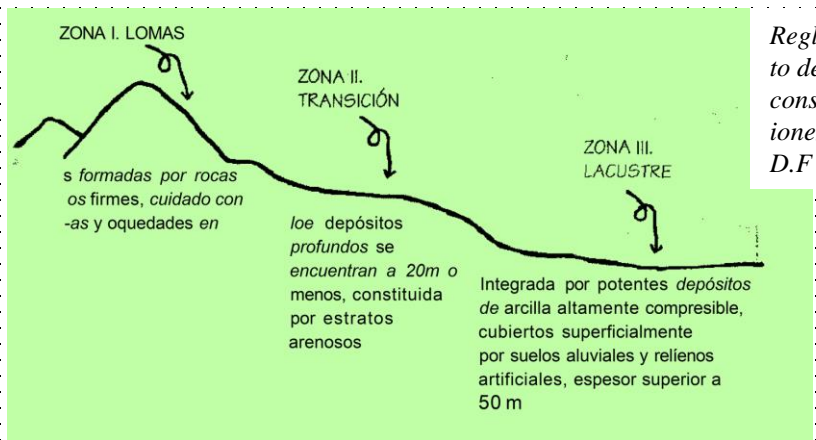 ZONA I. LOMAS
s formadas por rocas
os firmes, cuidado con
-as y oquedades en
ZONA II.
TRANSICIÓN
loe depósitos
profundos se
encuentran a 20m o
menos, constituida
por estratos
arenosos
ZONA III.
LACUSTRE
Integrada por potentes depósitos
de arcilla altamente compresible,
cubiertos superficialmente
por suelos aluviales y relíenos
artificiales, espesor superior a
50 m
Regl
to de
cons
ione
D.F